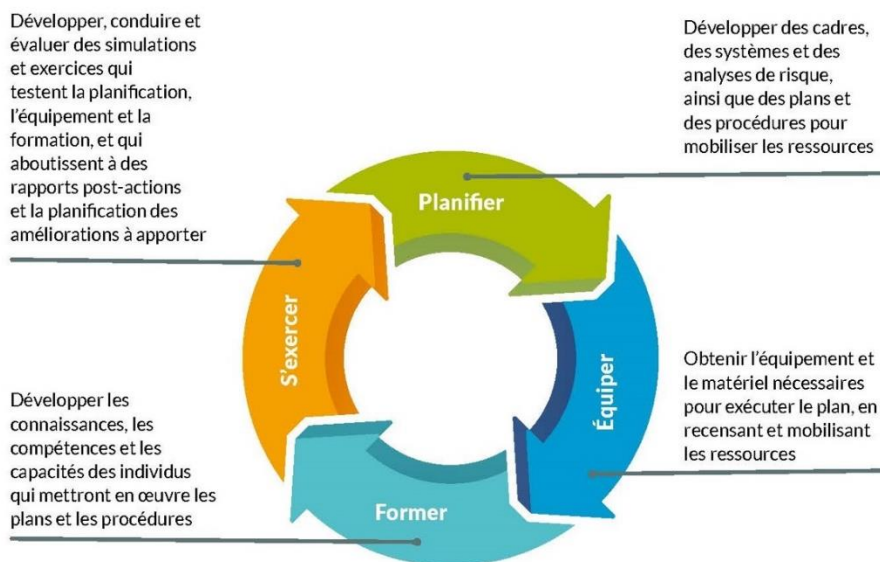 Développer, conduire et
évaluer des simulations
et exercices qui
testent la planification,
l'équipement et la
formation, et qui
aboutissent à des
rapports post-actions
et la planification des
améliorations à apporter
Développer des cadres,
des systèmes et des
analyses de risque,
ainsi que des plans et
des procédures pour
mobiliser les ressources
Planifier
S'exercer
Équiper
Former
Obtenir l'équipement et
le matériel nécessaires
pour exécuter le plan, en
recensant et mobilisant
les ressources
Développer les
connaissances, les
compétences et les
capacités des individus
qui mettront en œuvre les
plans et les procédures